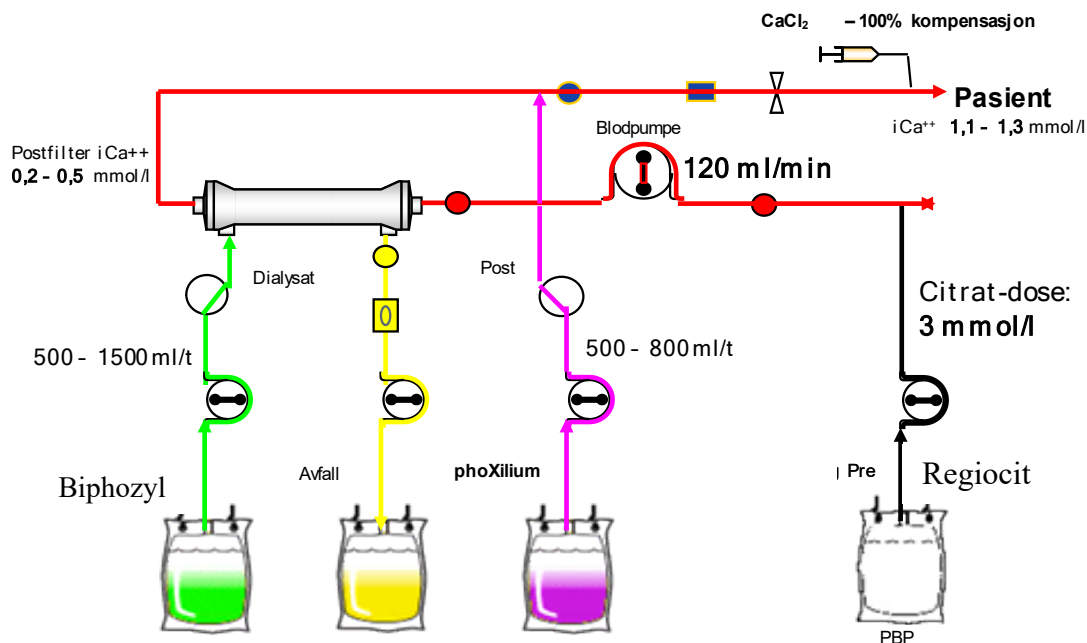 CaCl₂ – 100% kompensasjon
Pasient
iCa++ 1,1 – 1,3 mmol/l
Blodpumpe
120 ml/min
Postfilter iCa++
0,2 – 0,5 mmol/l
Dialysat
Post
Citrat-dose:
3 mmol/l
500 – 1500 ml/t
500 – 800 ml/t
Biphozyl
Avfall
phoXilium
g Pre
Regiocit
PBP